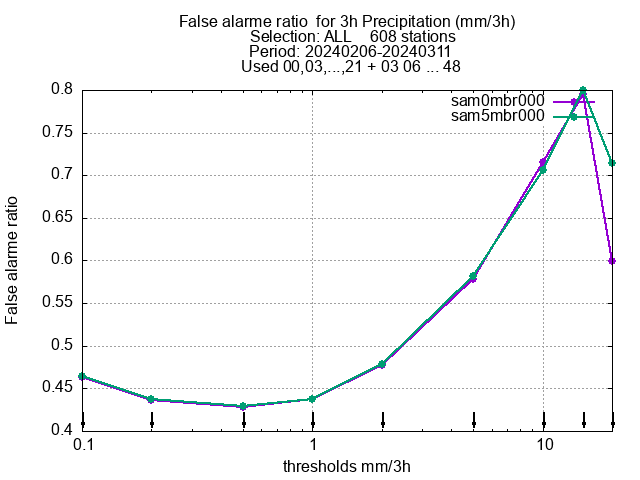 False alarme ratio  for 3h Precipitation (mm/3h)
Selection: ALL    608 stations
Period: 20240206-20240311
Used 00,03,...,21 + 03 06 ... 48
sam0mbr000
sam5mbr000
0.8
0.75
0.7
0.65
0.6
0.55
0.5
0.45
0.4
False alarme ratio
0.1
1
10
thresholds mm/3h